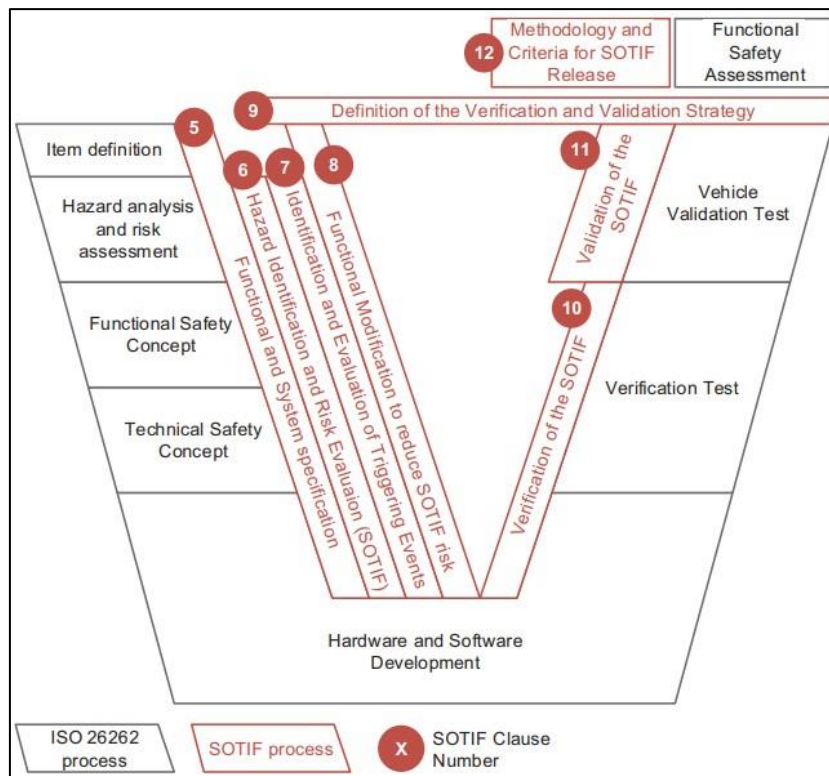 12
Methodology and
Criteria for SOTIF
Release
Functional
Safety
Assessment
9
Definition of the Verification and Validation Strategy
5
Item definition
6
7
8
11
Hazard analysis
and risk
assessment
Functional Safety
Concept
Technical Safety
Concept
Functional and System specification
Hazard Identification and Risk Evaluaion (SOTIF)
Identification and Evaluation of Triggering Events
Functional Modification to reduce SOTIF risk
Validation of the
SOTIF
Vehicle
Validation Test
10
Verification of the SOTIF
Verification Test
Hardware and Software
Development
ISO 26262
process
SOTIF process
X
SOTIF Clause
Number